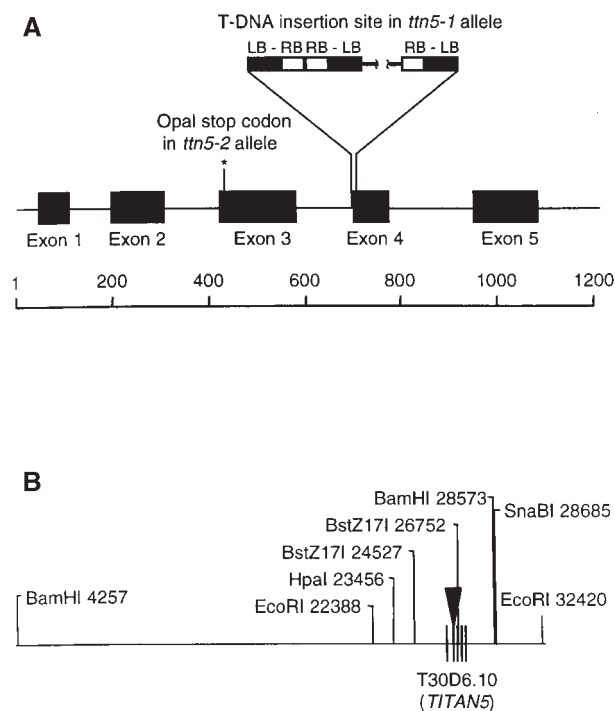 A
T-DNA insertion site in ttn5-1 allele
LB - RB RB - LB
RB - LB
Opal stop codon
in ttn5-2 allele
*
Exon 1
Exon 2
Exon 3
Exon 4
Exon 5
1
200
400
600
800
1000
1200
B
BamHI 28573
SnaBI 28685
BstZ17I 26752
BstZ17I 24527
HpaI 23456
BamHI 4257
EcoRI 22388
EcoRI 32420
T30D6.10
(TITAN5)